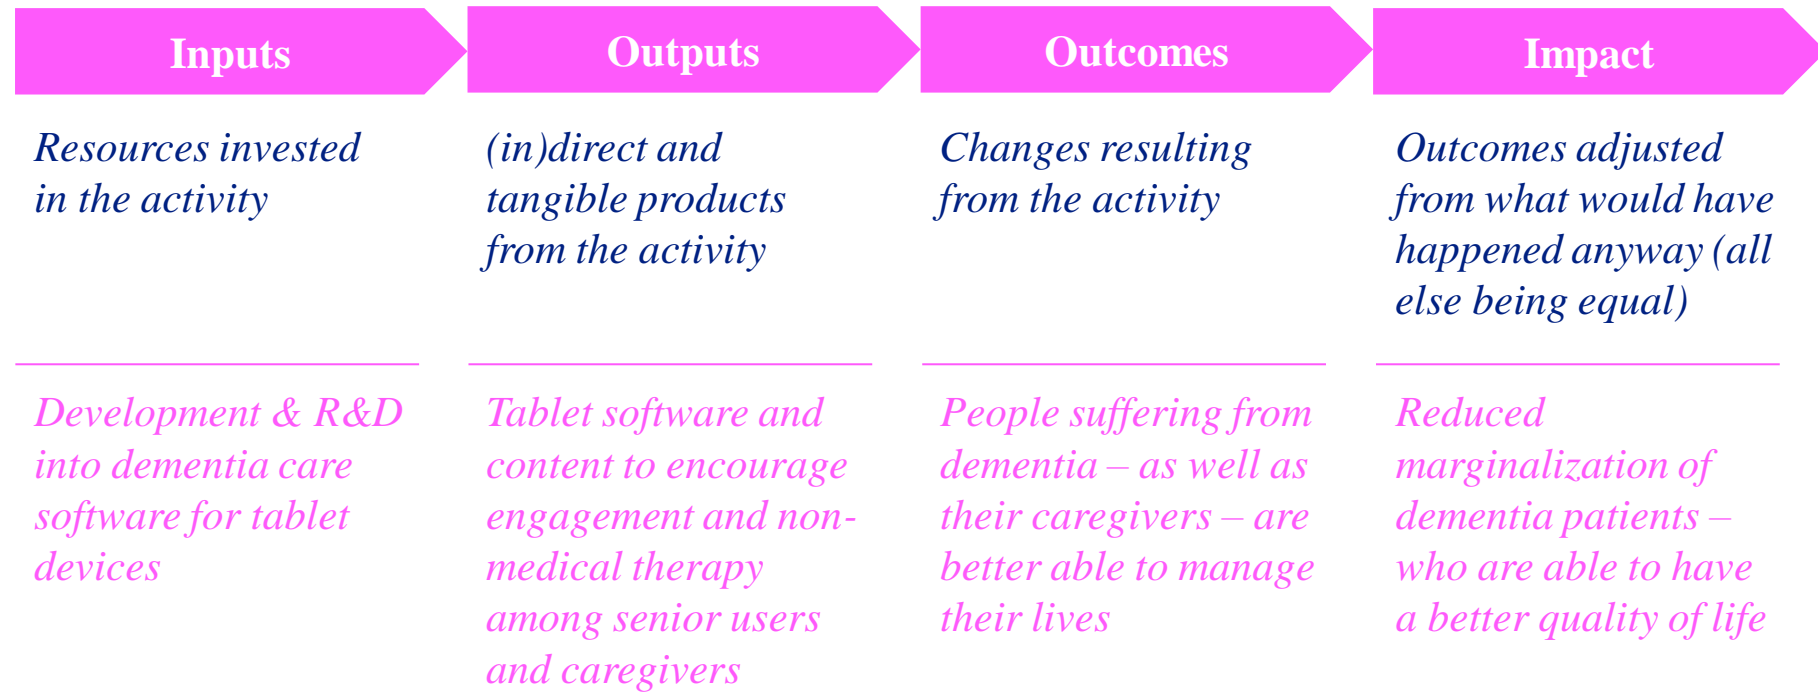 Inputs
Outputs
Outcomes
Impact
Resources invested
in the activity
(in)direct and
tangible products
from the activity
Changes resulting
from the activity
Outcomes adjusted
from what would have
happened anyway (all
else being equal)
Development & R&D
into dementia care
software for tablet
devices
Tablet software and
content to encourage
engagement and non-
medical therapy
among senior users
and caregivers
People suffering from
dementia – as well as
their caregivers – are
better able to manage
their lives
Reduced
marginalization of
dementia patients –
who are able to have
a better quality of life